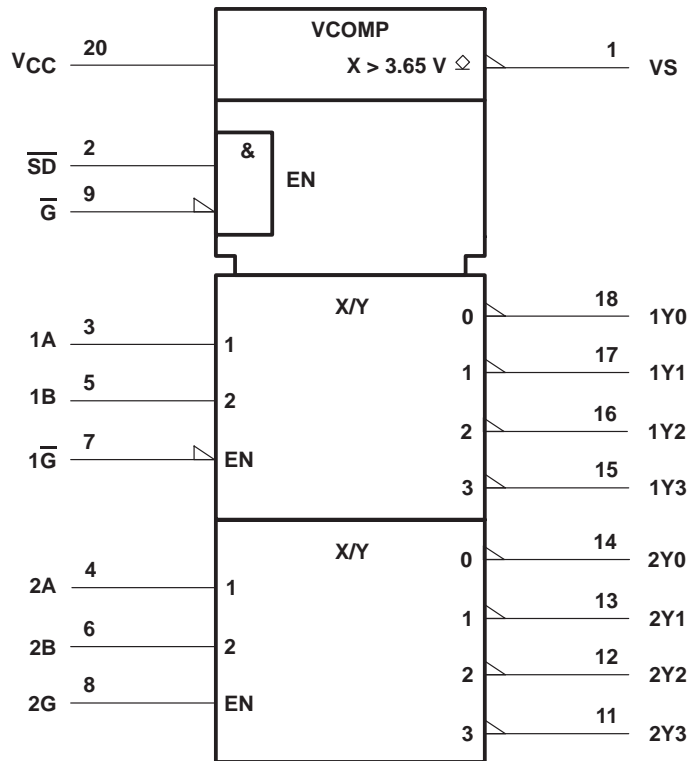 VCOMP
VCC 20 X > 3.65 V 1 VS
SD 2 &
EN
G 9
X/Y
0 18 1Y0
1A 3 1
1 17 1Y1
1B 5 2
2 16 1Y2
1G 7 EN
3 15 1Y3
X/Y
0 14 2Y0
2A 4 1
1 13 2Y1
2B 6 2
2 12 2Y2
2G 8 EN
3 11 2Y3